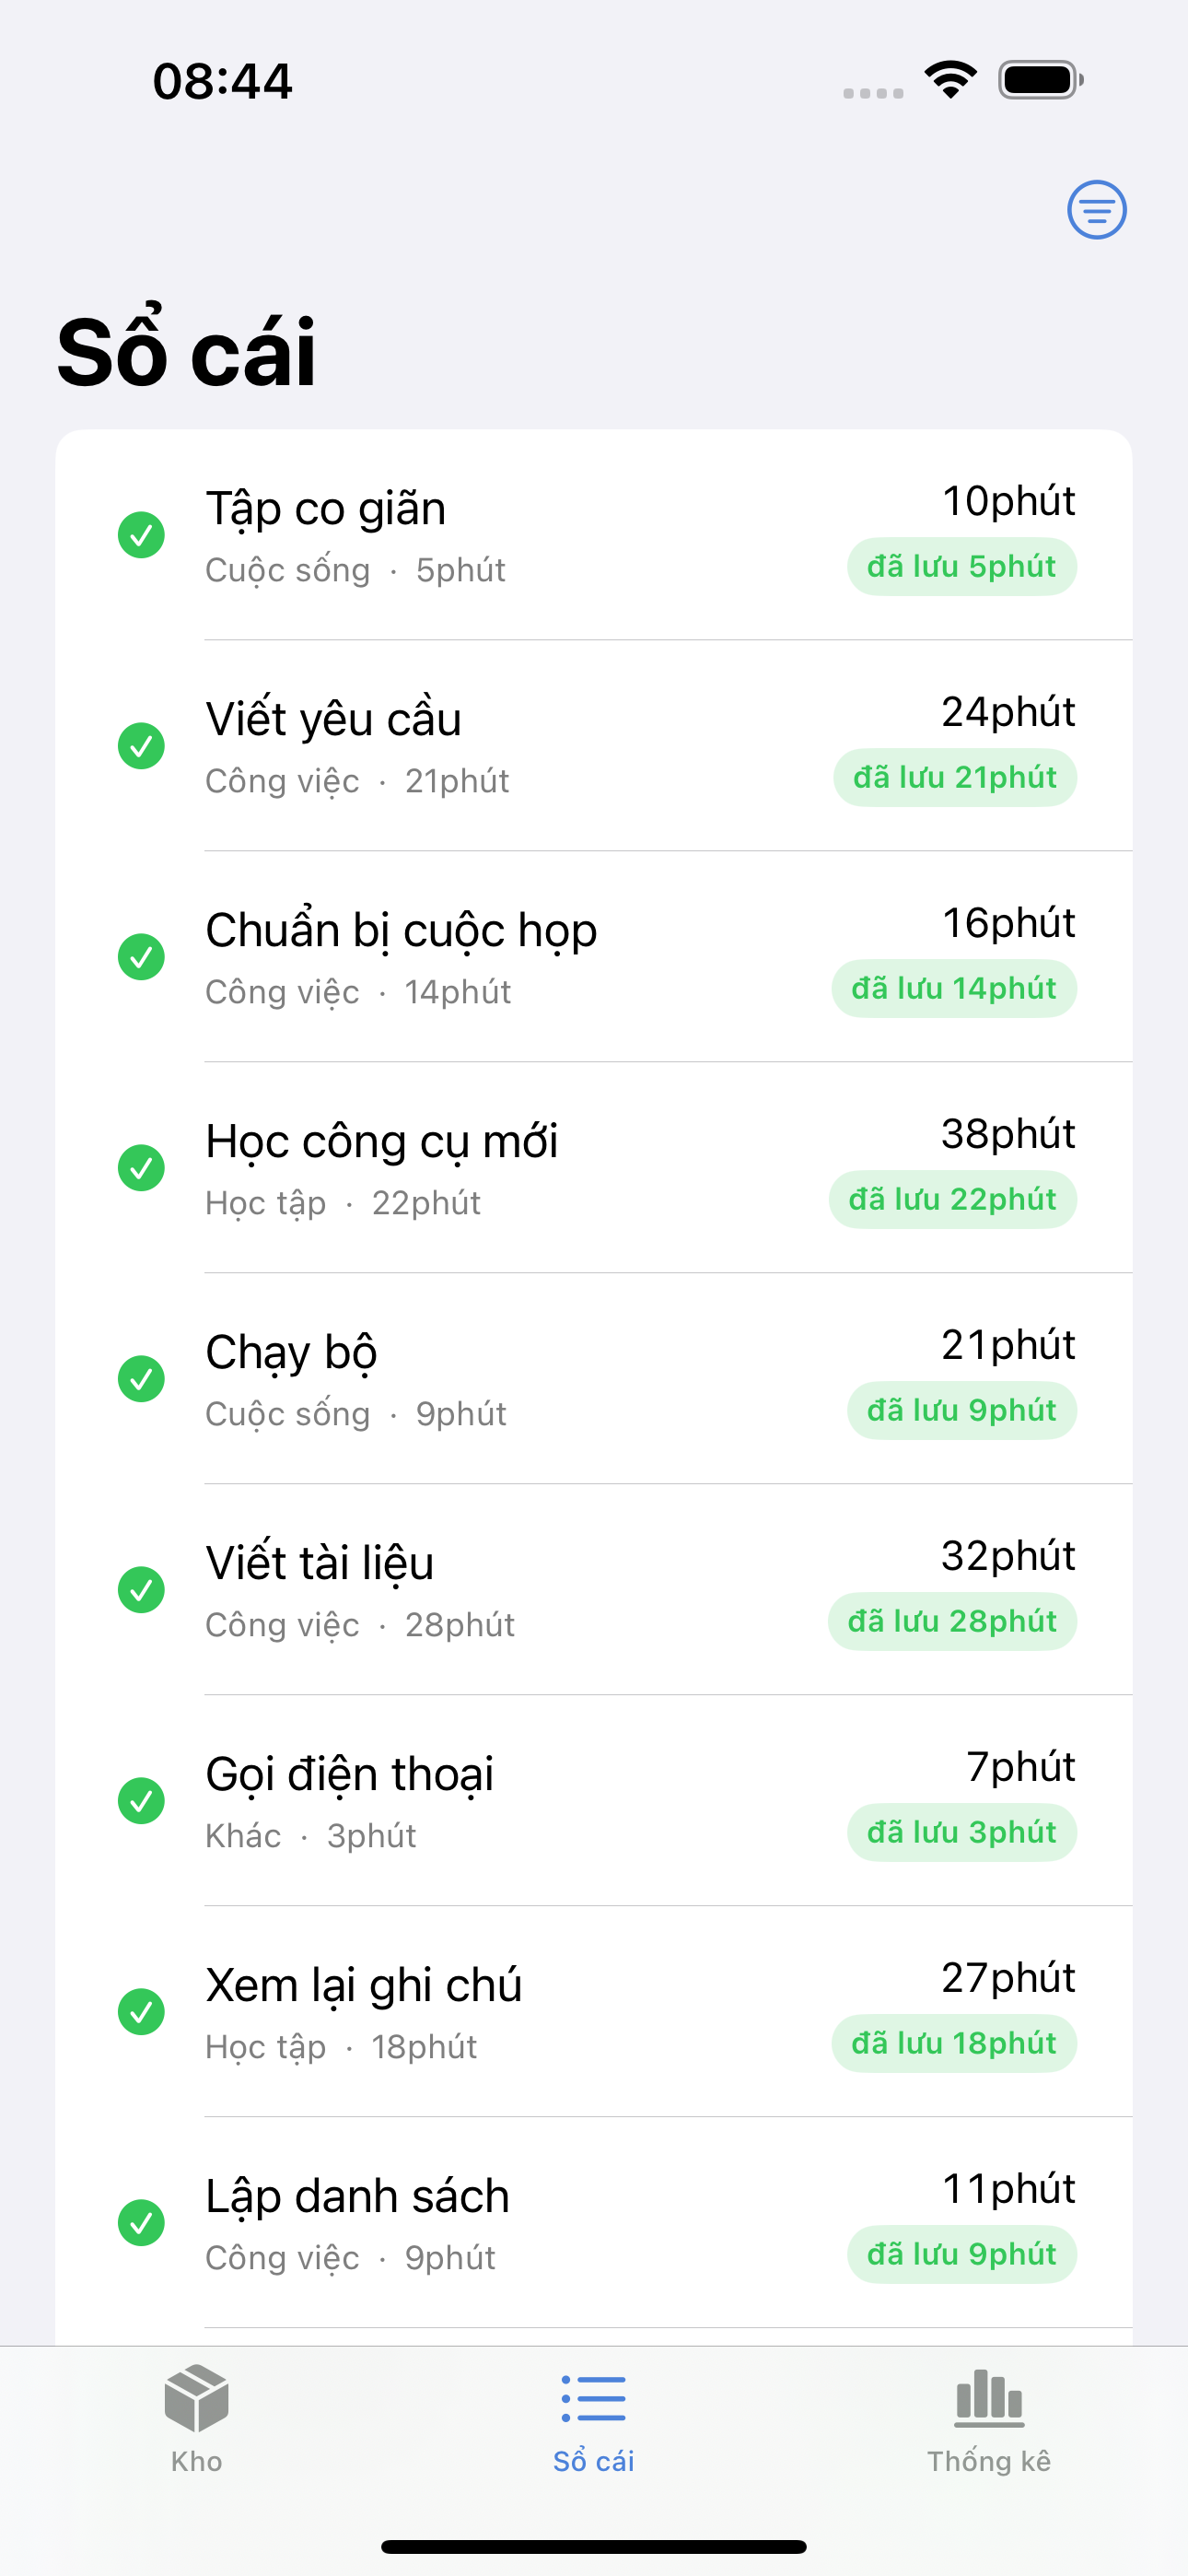 08:44
Sổ cái
Tập co giãn
10phút
Cuộc sống · 5phút
đã lưu 5phút
Viết yêu cầu
24phút
Công việc · 21phút
đã lưu 21phút
Chuẩn bị cuộc họp
16phút
Công việc · 14phút
đã lưu 14phút
Học công cụ mới
38phút
Học tập · 22phút
đã lưu 22phút
Chạy bộ
21phút
Cuộc sống · 9phút
đã lưu 9phút
Viết tài liệu
32phút
Công việc · 28phút
đã lưu 28phút
Gọi điện thoại
7phút
Khác · 3phút
đã lưu 3phút
Xem lại ghi chú
27phút
Học tập · 18phút
đã lưu 18phút
Lập danh sách
11phút
Công việc · 9phút
đã lưu 9phút
Kho
Sổ cái
Thống kê